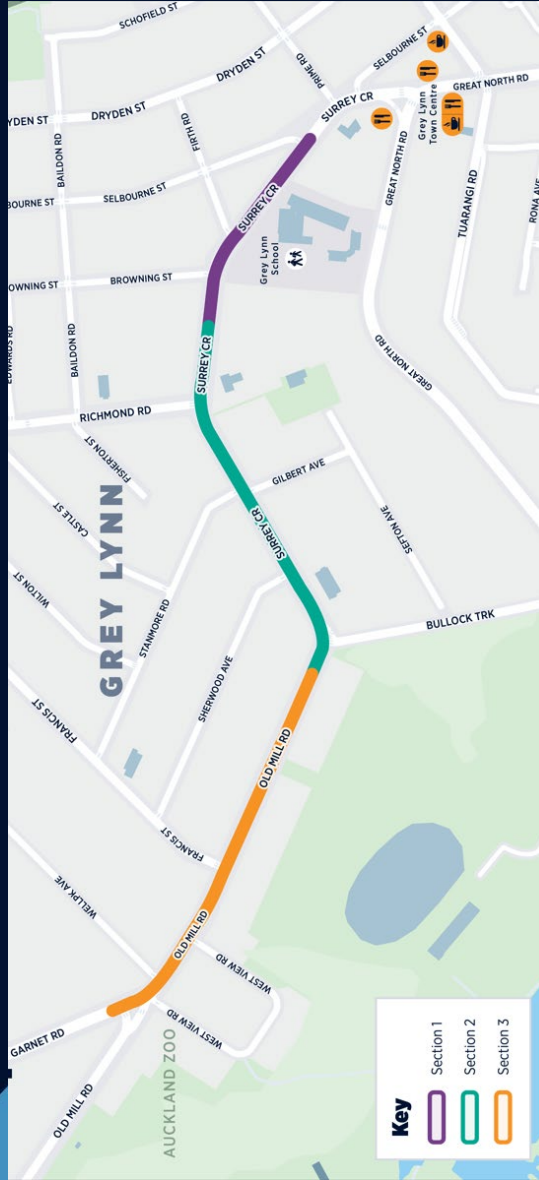 SCHOFIELD ST
DRYDEN ST
PRIME RD
SELBOURNE ST
GREAT NORTH RD
YDEN ST
DRYDEN ST
BAILDON RD
FIRTH RD
SURREY CR
Grey Lynn
Town Centre
GREAT NORTH RD
TUARANGI RD
RONA AVE
BOURNE ST
SELBOURNE ST
SURREY CR
Grey Lynn
School
OWNING ST
BROWNING ST
EDWARDS RD
BAILDON RD
SURREY CR
GREAT NORTH RD
RICHMOND RD
FISHERTON ST
CASTLE ST
GILBERT AVE
SEFTON AVE
SURREY CR
GREY LYNN
WILTON ST
STANMORE RD
SHERWOOD AVE
BULLOCK TRK
FRANCIS ST
OLD MILL RD
FRANCIS ST
WELLPK AVE
OLD MILL RD
WEST VIEW RD
WEST VIEW RD
GARNET RD
OLD MILL RD
AUCKLAND ZOO
Key
Section 1
Section 2
Section 3